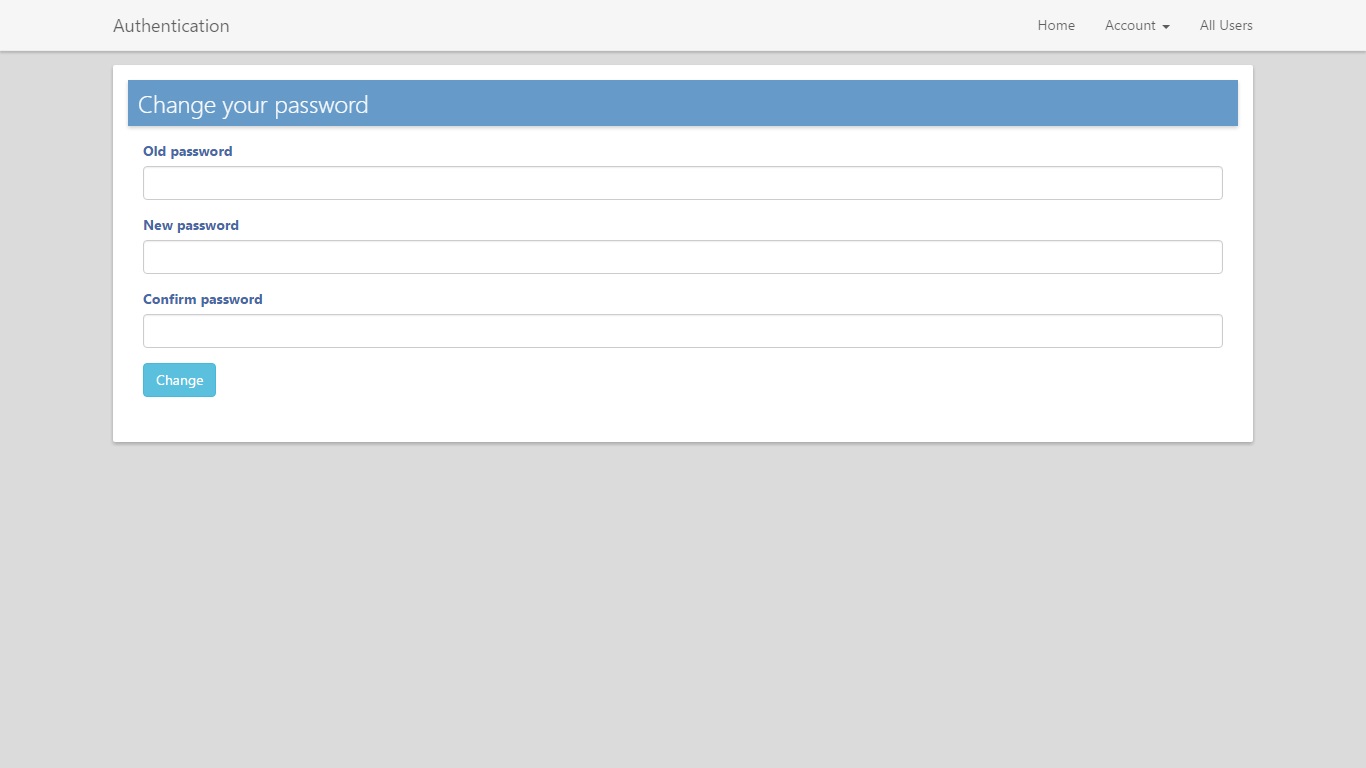 Authentication
Home Account All Users
Change your password
Old password
New password
Confirm password
Change